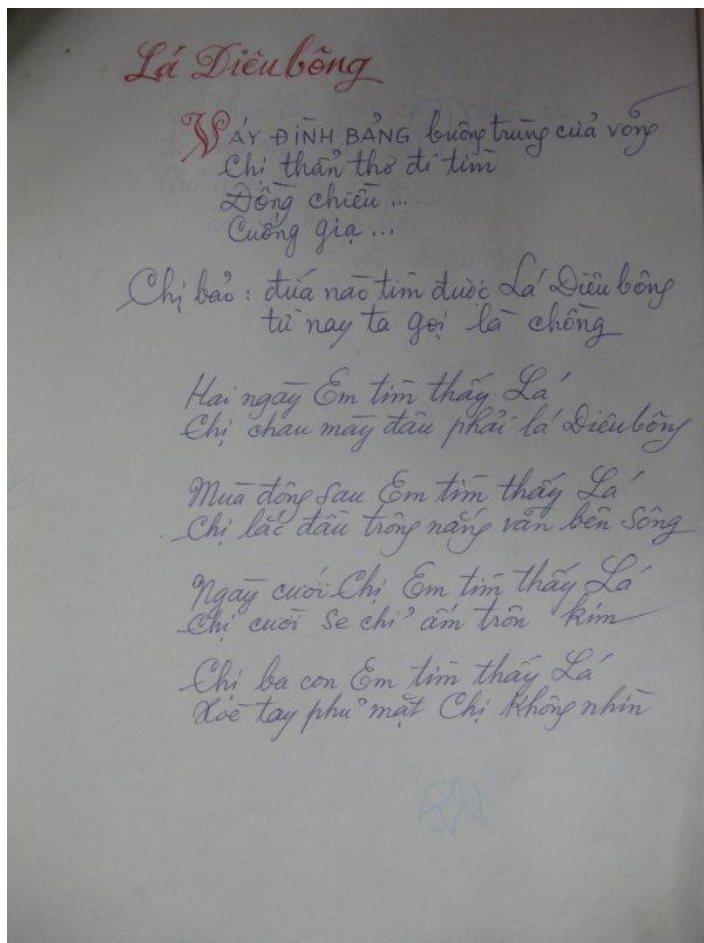 Lá Diêu bông
VÁY ĐÌNH BẢNG buông trùng cửa võng
Chị thẩn thơ đi tìm
Đồng chiều ...
Cuống giạ ...
Chị bảo : đứa nào tìm được Lá Diêu bông
từ nay ta gọi là chồng
Hai ngày Em tìm thấy Lá
Chị chau mày đâu phải lá Diêu bông
Mùa đông sau Em tìm thấy Lá
Chị lắc đầu trông nắng vãn bên sông
Ngày cưới Chị Em tìm thấy Lá
Chị cười se chỉ ấm trôn kim
Chị ba con Em tìm thấy Lá
Xòe tay phủ mặt Chị không nhìn